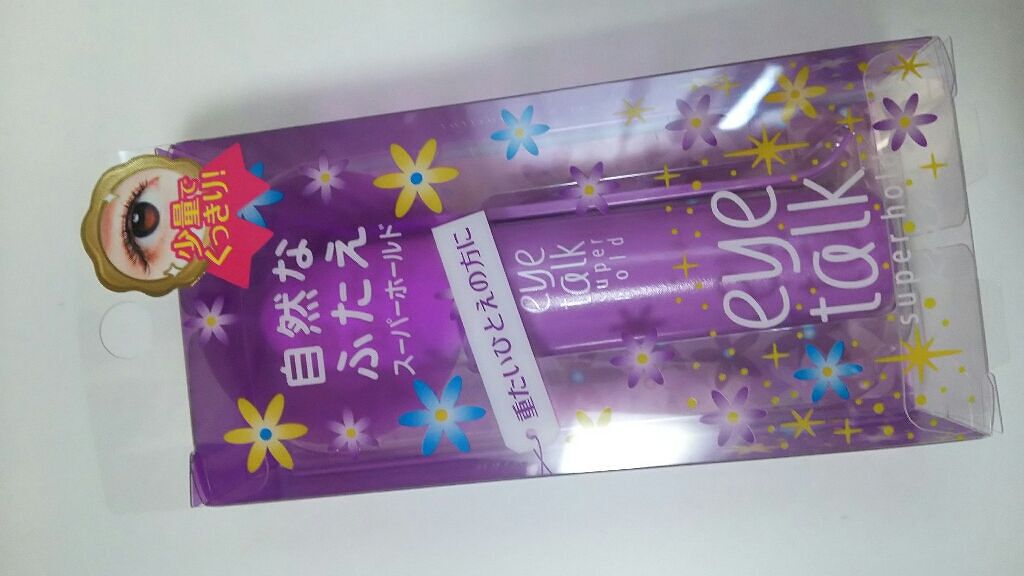 少量で
くっきり!
自然な
ふたえ
スーパーホールド
重たいひとえの方に
eye
talk
super
hold
eye
talk
super hold